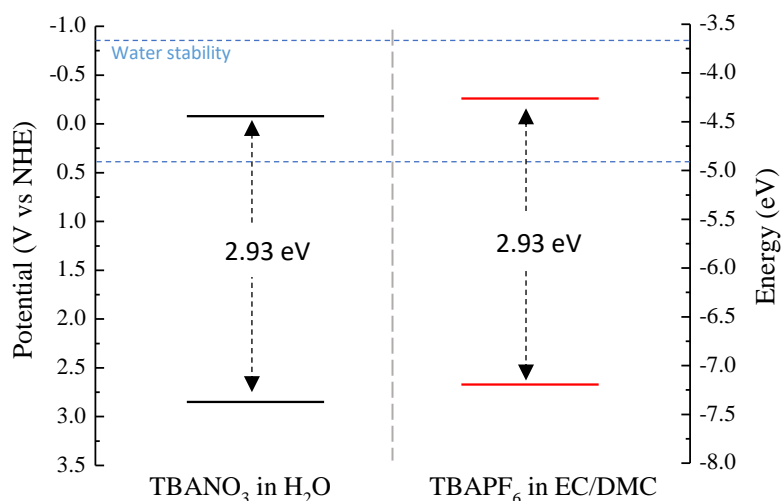 Potential (V vs NHE)
-1.0
-0.5
0.0
0.5
1.0
1.5
2.0
2.5
3.0
3.5
Water stability
2.93 eV
2.93 eV
TBANO₃ in H₂O
TBAPF₆ in EC/DMC
-3.5
-4.0
-4.5
-5.0
-5.5
-6.0
-6.5
-7.0
-7.5
-8.0
Energy (eV)